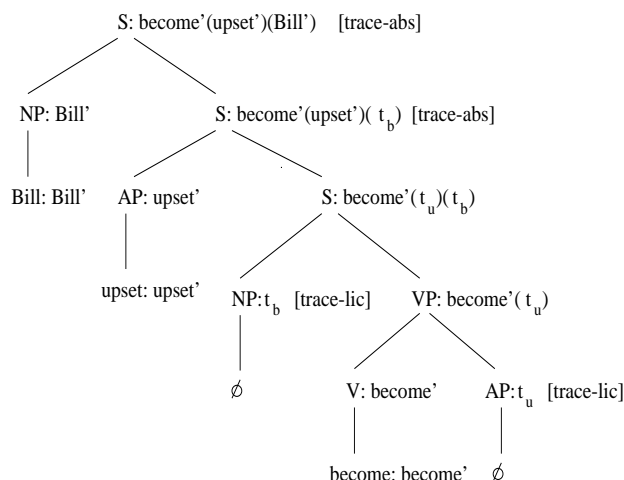 S: become’(upset’)(Bill’) [trace-abs]
NP: Bill’ S: become’(upset’)( t_b) [trace-abs]
Bill: Bill’ AP: upset’ S: become’(t_u)(t_b)
upset: upset’ NP: t_b [trace-lic] VP: become’( t_u)
∅ V: become’ AP: t_u [trace-lic]
become: become’ ∅